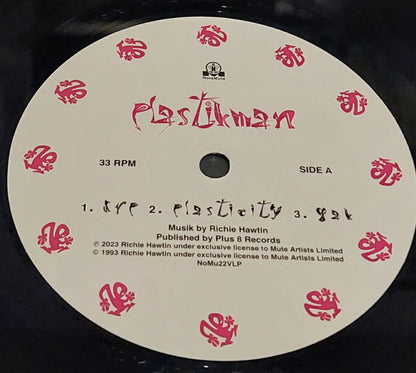 NovaMute
plastikman
33 RPM
SIDE A
1. krp 2. plasticity 3. gak
Musik by Richie Hawtin
Published by Plus 8 Records
℗ 2023 Richie Hawtin under exclusive license to Mute Artists Limited
© 1993 Richie Hawtin under exclusive license to Mute Artists Limited
NoMu22VLP